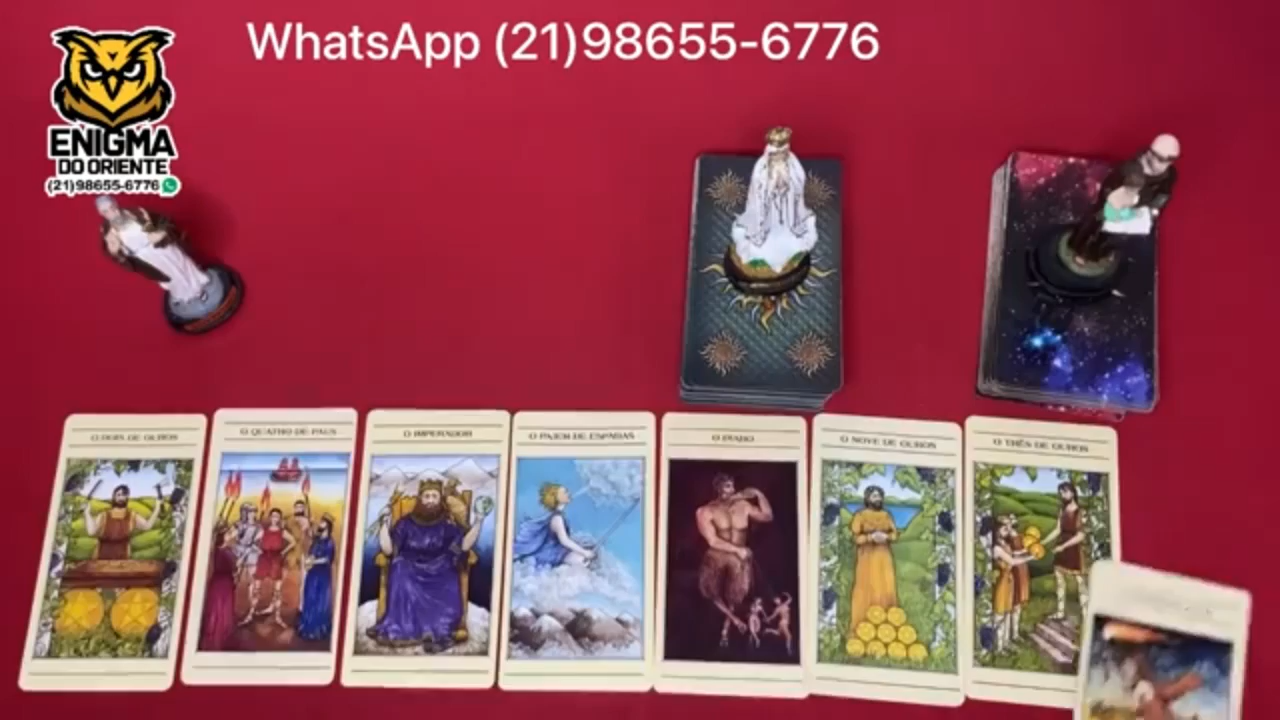 WhatsApp (21)98655-6776
ENIGMA
DO ORIENTE
(21)98655-6776
O DOIS DE OUROS
O QUATRO DE PAUS
O IMPERADOR
O PAJEM DE ESPADAS
O DIABO
O NOVE DE OUROS
O TRÊS DE OUROS